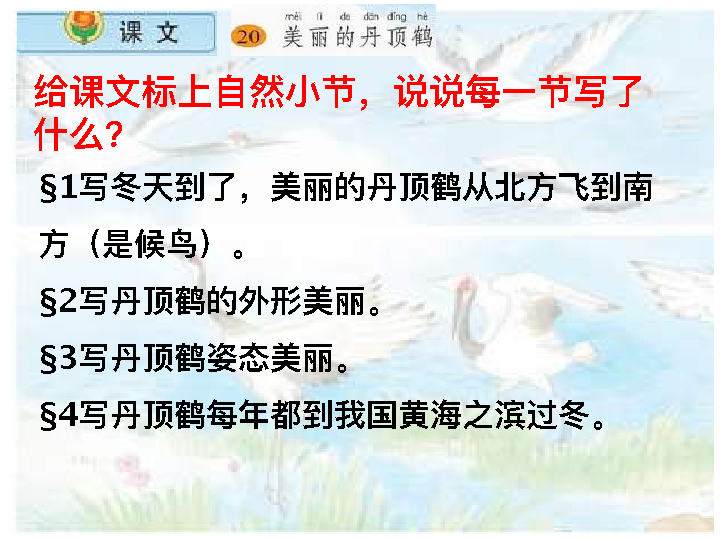 měi lì de dān dǐng hè
课文 20 美丽的丹顶鹤
给课文标上自然小节，说说每一节写了
什么？
§1写冬天到了，美丽的丹顶鹤从北方飞到南
方（是候鸟）。
§2写丹顶鹤的外形美丽。
§3写丹顶鹤姿态美丽。
§4写丹顶鹤每年都到我国黄海之滨过冬。